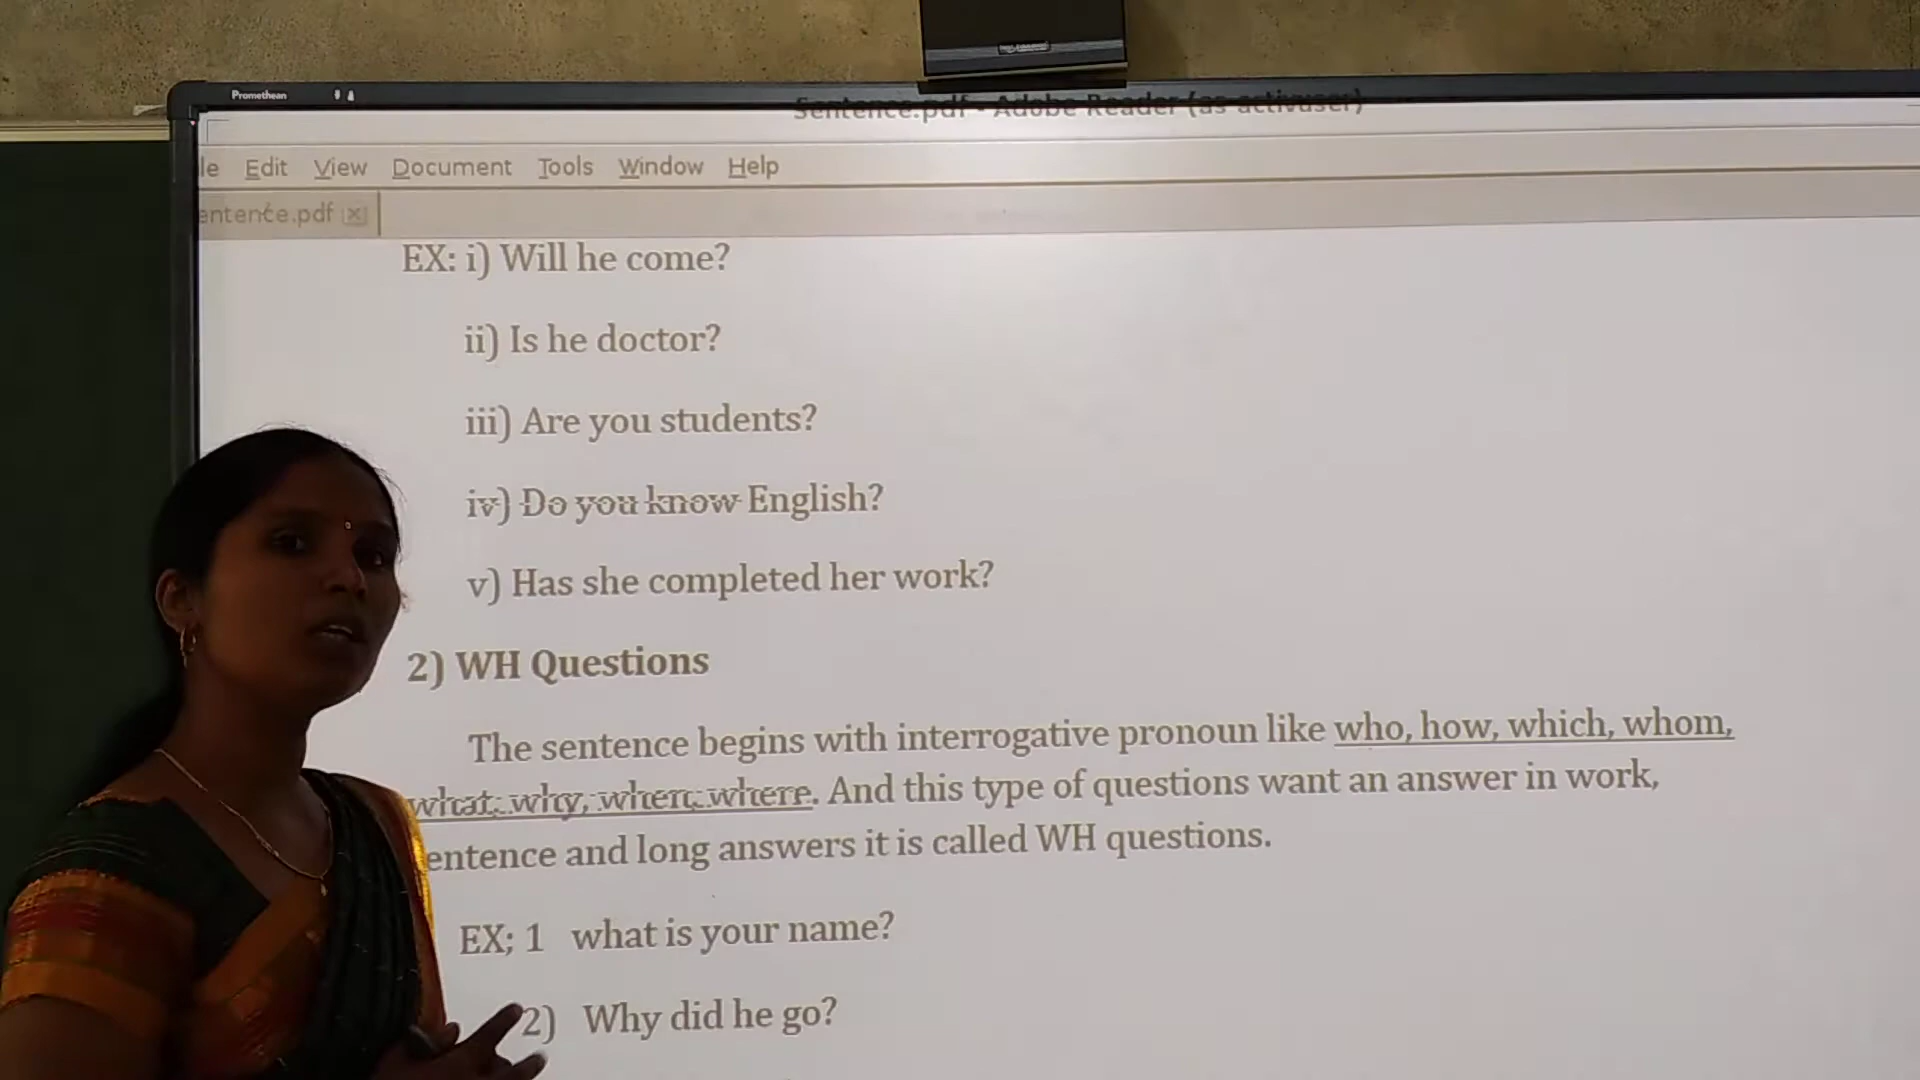 Promethean
Sentence.pdf - Adobe Reader (as activuser)
le Edit View Document Tools Window Help
entence.pdf
EX: i) Will he come?
ii) Is he doctor?
iii) Are you students?
iv) Do you know English?
v) Has she completed her work?
2) WH Questions
The sentence begins with interrogative pronoun like who, how, which, whom,
what, why, when, where. And this type of questions want an answer in work,
entence and long answers it is called WH questions.
EX; 1 what is your name?
2) Why did he go?